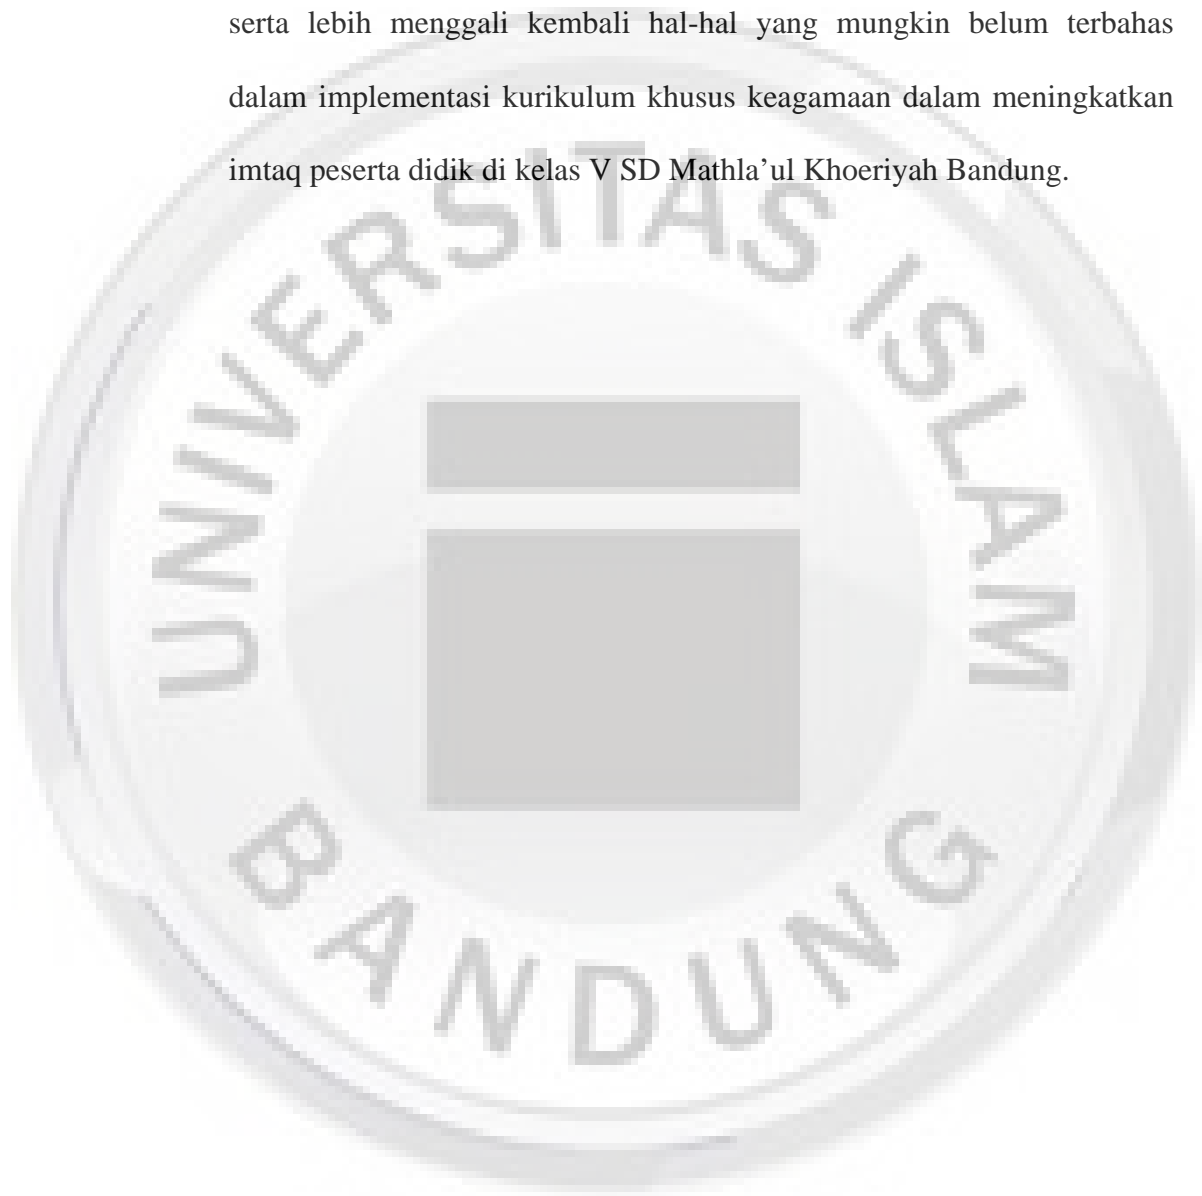 serta lebih menggali kembali hal-hal yang mungkin belum terbahas
dalam implementasi kurikulum khusus keagamaan dalam meningkatkan
imtaq peserta didik di kelas V SD Mathla’ul Khoeriyah Bandung.
UNIVERSITAS ISLAM
BANDUNG